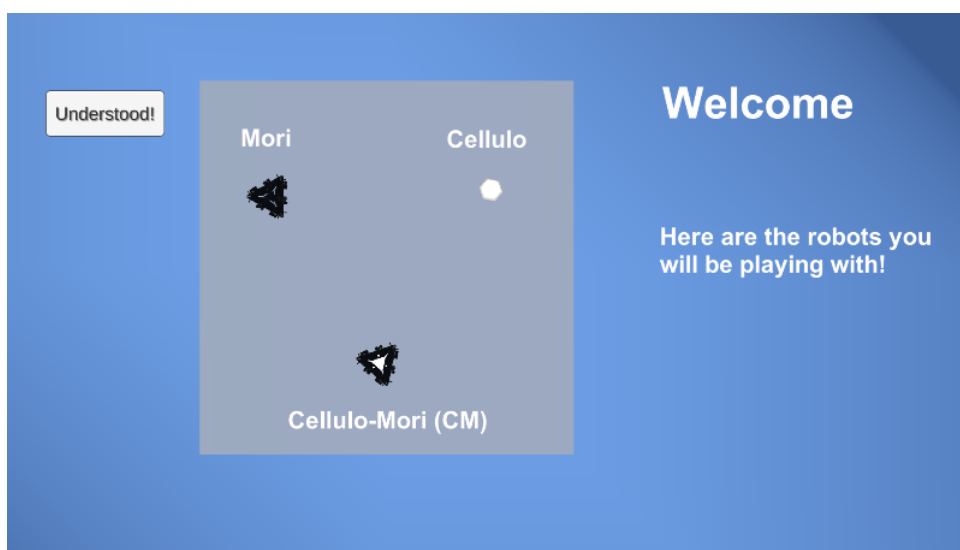 Understood!
Mori
Cellulo
Cellulo-Mori (CM)
Welcome
Here are the robots you
will be playing with!